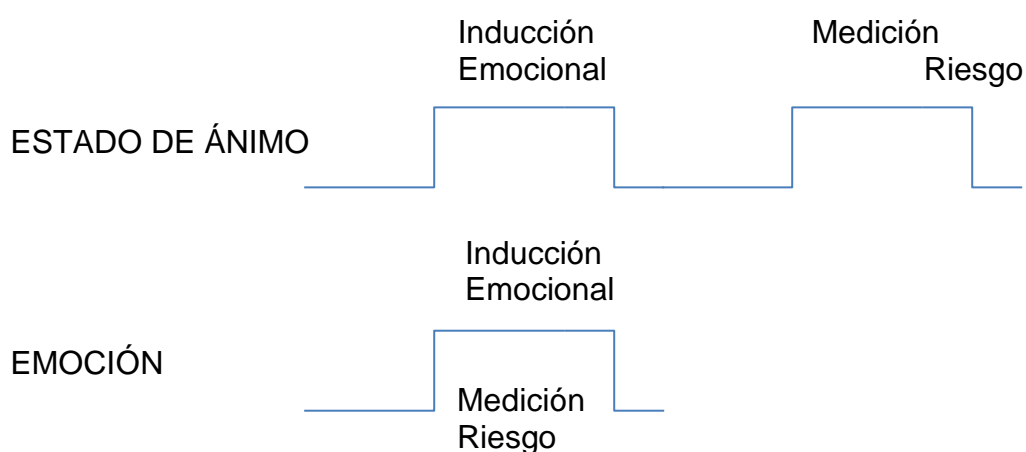 Inducción
Emocional
Medición
Riesgo
ESTADO DE ÁNIMO
Inducción
Emocional
EMOCIÓN
Medición
Riesgo